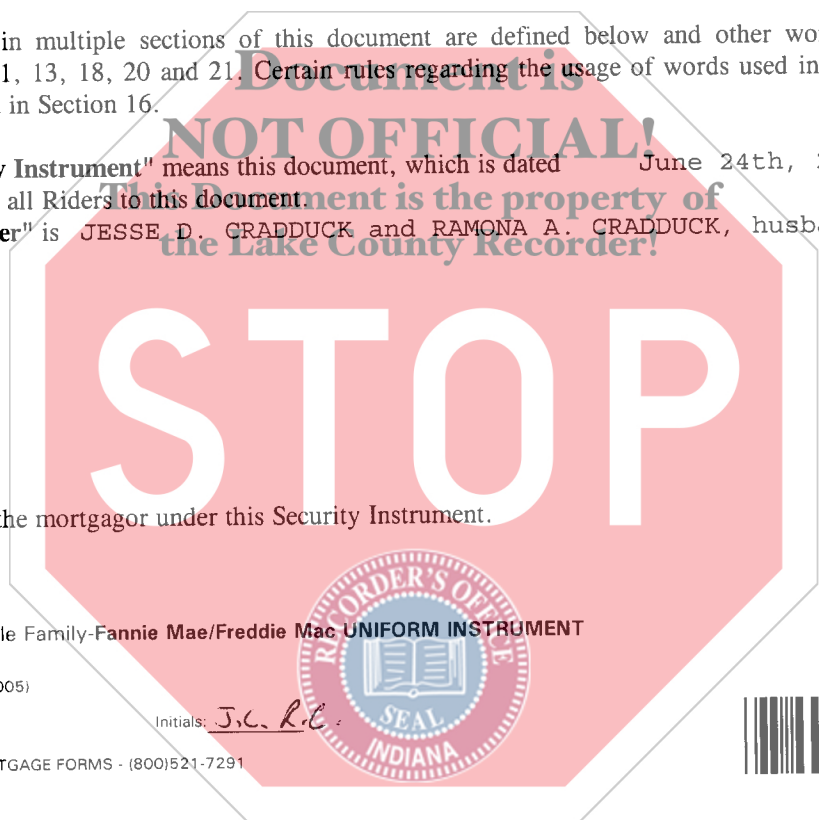 in multiple sections of this document are defined below and other wo
1, 13, 18, 20 and 21. Certain rules regarding the usage of words used in
in Section 16.
Document is
NOT OFFICIAL!
This Document is the property of
the Lake County Recorder!
y Instrument" means this document, which is dated June 24th,
all Riders to this document.
er" is JESSE D. CRADDUCK and RAMONA A. CRADDUCK, husb
STOP
the mortgagor under this Security Instrument.
le Family-Fannie Mae/Freddie Mac UNIFORM INSTRUMENT
005)
Initials: J.C. R.C.
TGAGE FORMS - (800)521-7291
RECORDER'S OFFICE
SEAL
INDIANA